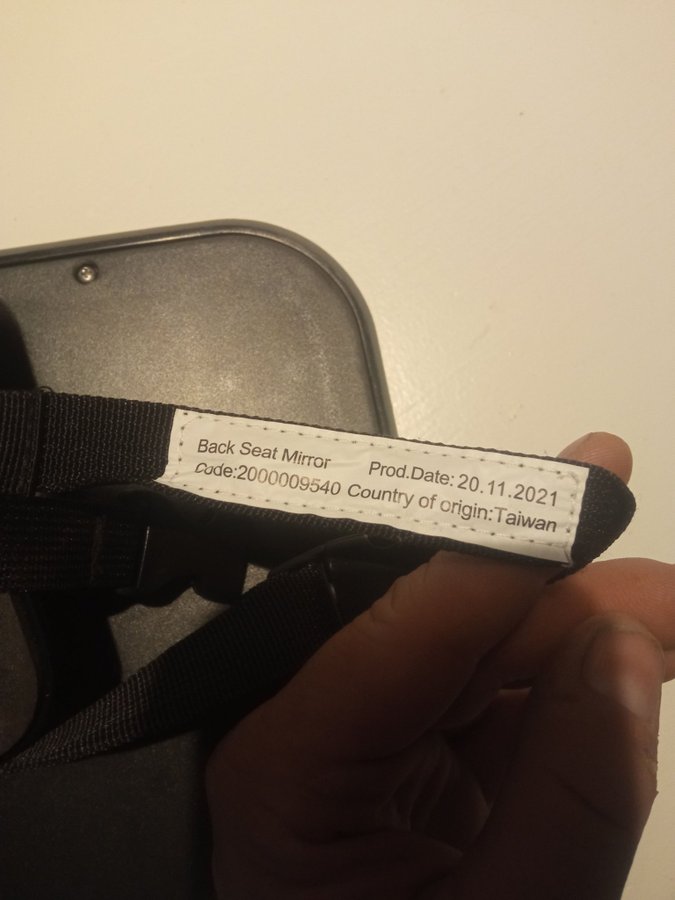 Back Seat Mirror Prod.Date: 20.11.2021
Code:2000009540 Country of origin:Taiwan